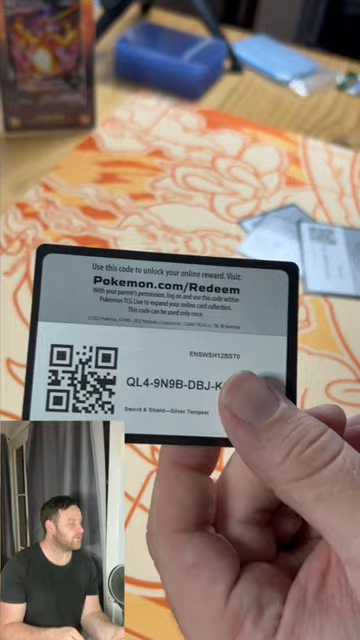 Use this code to unlock your online reward. Visit:
Pokemon.com/Redeem
With your parent's permission, log on and use this code within
Pokémon TCG Live to expand your online card collection.
This code can be used only once.
ENSWSH12BST0
QL4-9N9B-DBJ-K
Sword & Shield—Silver Tempest